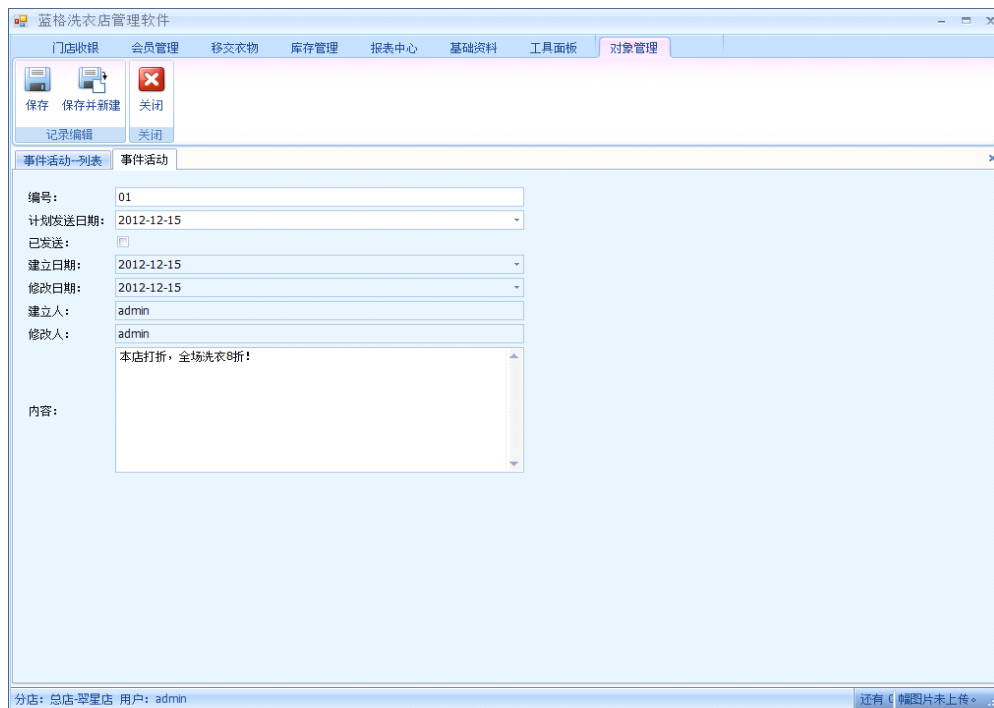 蓝格洗衣店管理软件
门店收银 会员管理 移交衣物 库存管理 报表中心 基础资料 工具面板 对象管理
保存 保存并新建 关闭
记录编辑 关闭
事件活动--列表 事件活动
编号: 01
计划发送日期: 2012-12-15
已发送:
建立日期: 2012-12-15
修改日期: 2012-12-15
建立人: admin
修改人: admin
本店打折，全场洗衣8折!
内容:
分店: 总店-翠星店 用户: admin 还有 0 幅图片未上传。